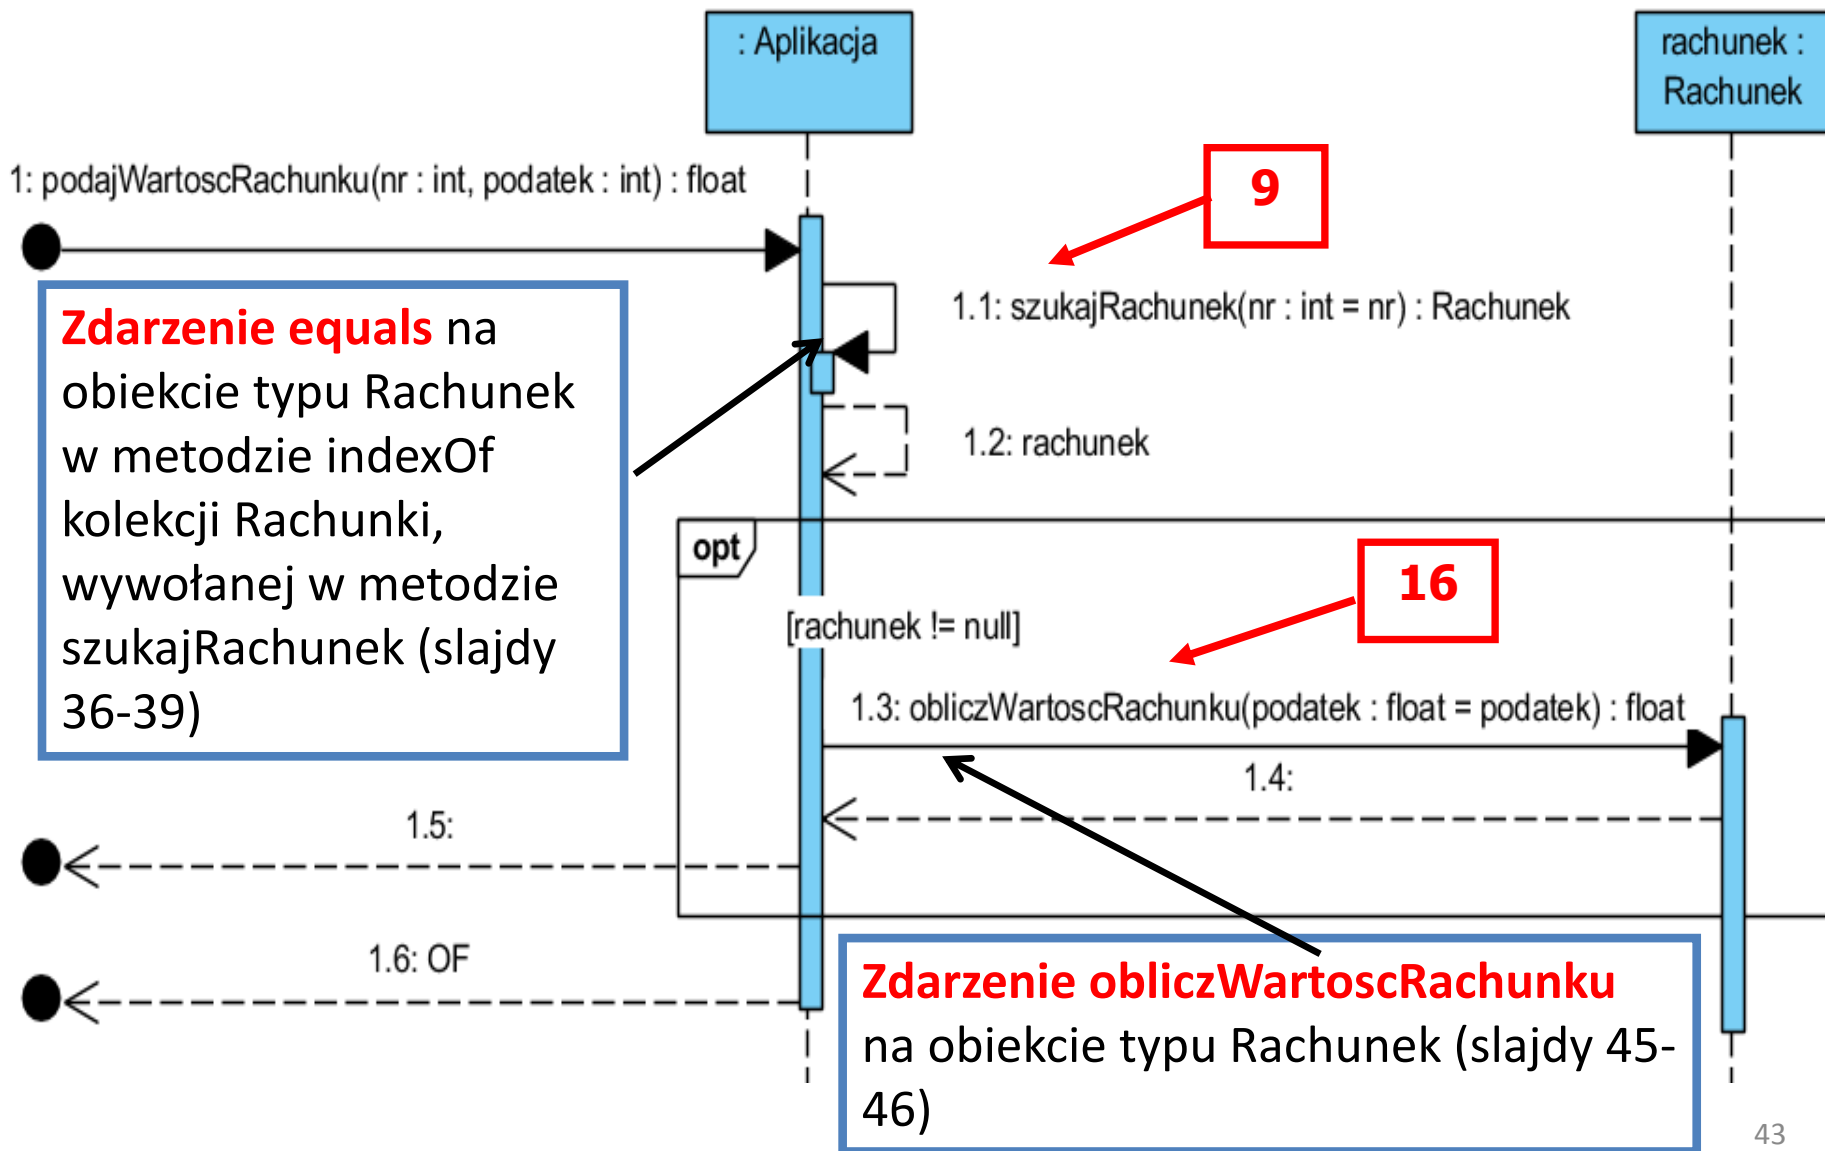 : Aplikacja
rachunek :
Rachunek
1: podajWartoscRachunku(nr : int, podatek : int) : float
9
Zdarzenie equals na
obiekcie typu Rachunek
w metodzie indexOf
kolekcji Rachunki,
wywołanej w metodzie
szukajRachunek (slajdy
36-39)
1.1: szukajRachunek(nr : int = nr) : Rachunek
1.2: rachunek
opt
16
[rachunek != null]
1.3: obliczWartoscRachunku(podatek : float = podatek) : float
1.4:
1.5:
1.6: OF
Zdarzenie obliczWartoscRachunku
na obiekcie typu Rachunek (slajdy 45-
46)
43